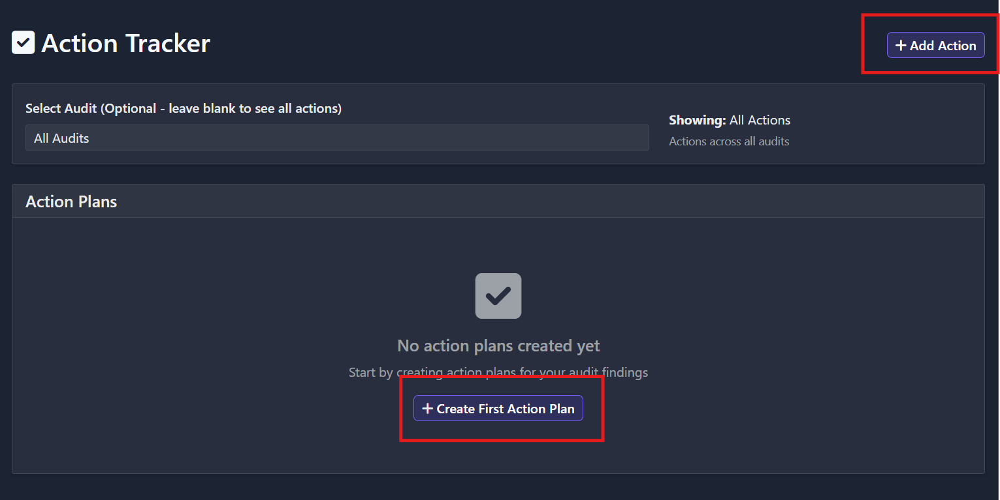 Action Tracker
+ Add Action
Select Audit (Optional - leave blank to see all actions)
All Audits
Showing: All Actions
Actions across all audits
Action Plans
No action plans created yet
Start by creating action plans for your audit findings
+ Create First Action Plan